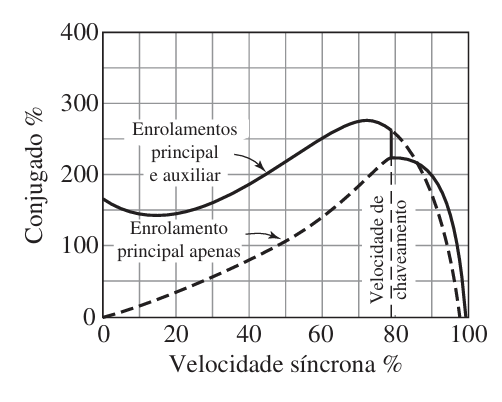 Conjugado %
400
300
200
100
0
Enrolamentos
principal
e auxiliar
Enrolamento
principal apenas
Velocidade de
chaveamento
0 20 40 60 80 100
Velocidade síncrona %